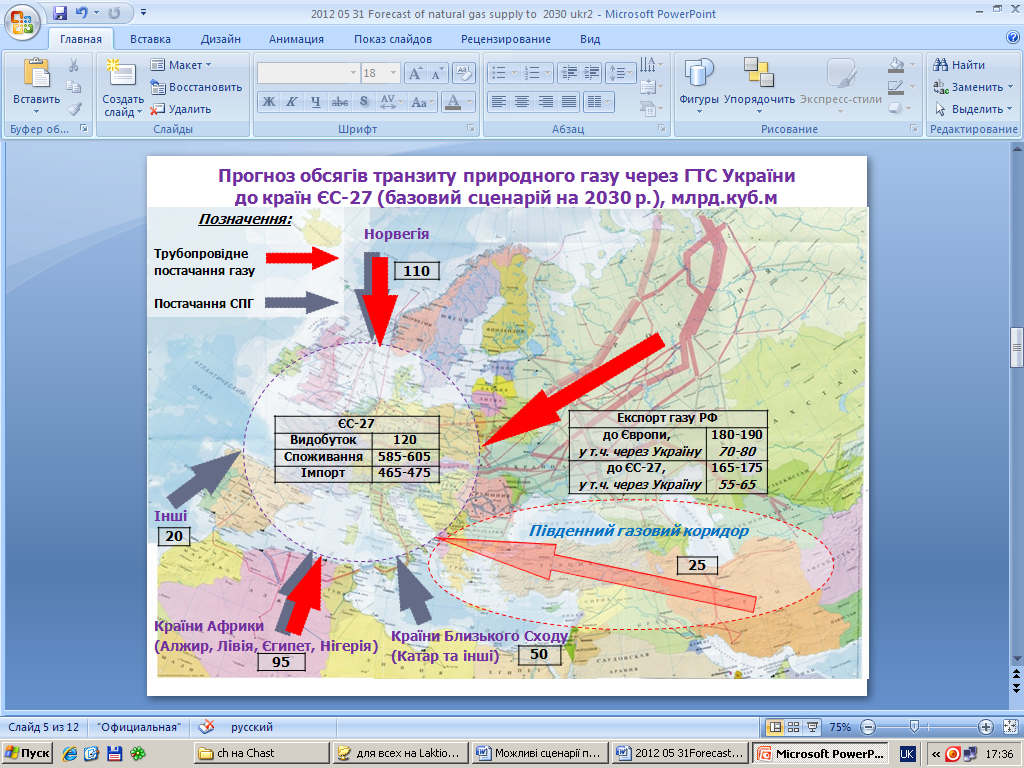 2012 05 31 Forecast of natural gas supply to 2030 ukr2 - Microsoft PowerPoint
Главная Вставка Дизайн Анимация Показ слайдов Рецензирование Вид
Вставить
Буфер об...
Создать слайд
Макет
Восстановить
Удалить
Слайды
18
Ж К Ч abc S AV Aa A
Шрифт
Абзац
Фигуры Упорядочить Экспресс-стили
Рисование
Найти
Заменить
Выделить
Редактирование
Прогноз обсягів транзиту природного газу через ГТС України
до країн ЄС-27 (базовий сценарій на 2030 р.), млрд.куб.м
Позначення:
Трубопровідне
постачання газу
Постачання СПГ
Норвегія
110
ЄС-27
Видобуток 120
Споживання 585-605
Імпорт 465-475
Експорт газу РФ
до Європи, 180-190
у т.ч. через Україну 70-80
до ЄС-27, 165-175
у т.ч. через Україну 55-65
Інші
20
Південний газовий коридор
25
Країни Африки
(Алжир, Лівія, Єгипет, Нігерія)
95
Країни Близького Сходу
(Катар та інші) 50
Слайд 5 из 12 "Официальная" русский 75%
Пуск ch на Chast для всех на Laktio... Можливі сценарії п... 2012 05 31Forecast... Microsoft PowerP... UK 17:36